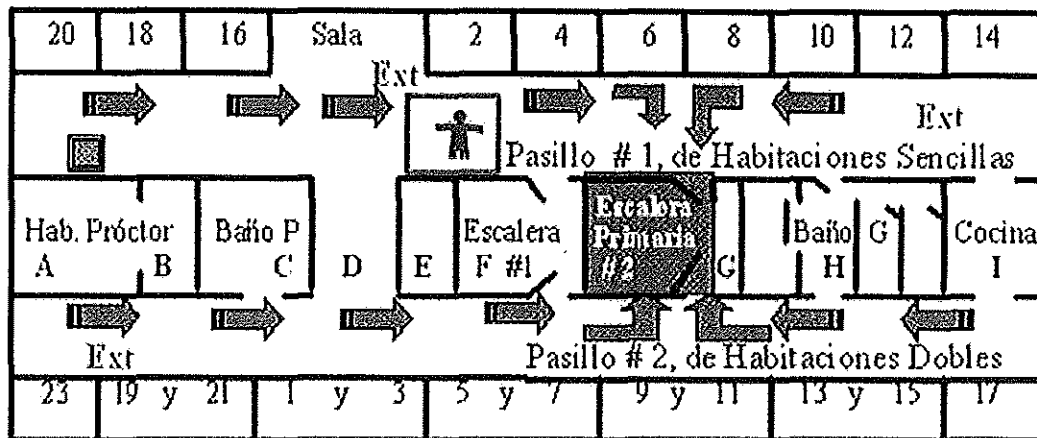 20 18 16 Sala 2 4 6 8 10 12 14
Ext
Ext
Pasillo # 1, de Habitaciones Sencillas
Hab. Próctor Baño P Escalera Escalera Baño G Cocina
Primaria
A B C D E F #1 #2 G H I
Ext
Pasillo # 2, de Habitaciones Dobles
23 19 y 21 1 y 3 5 y 7 9 y 11 13 y 15 17